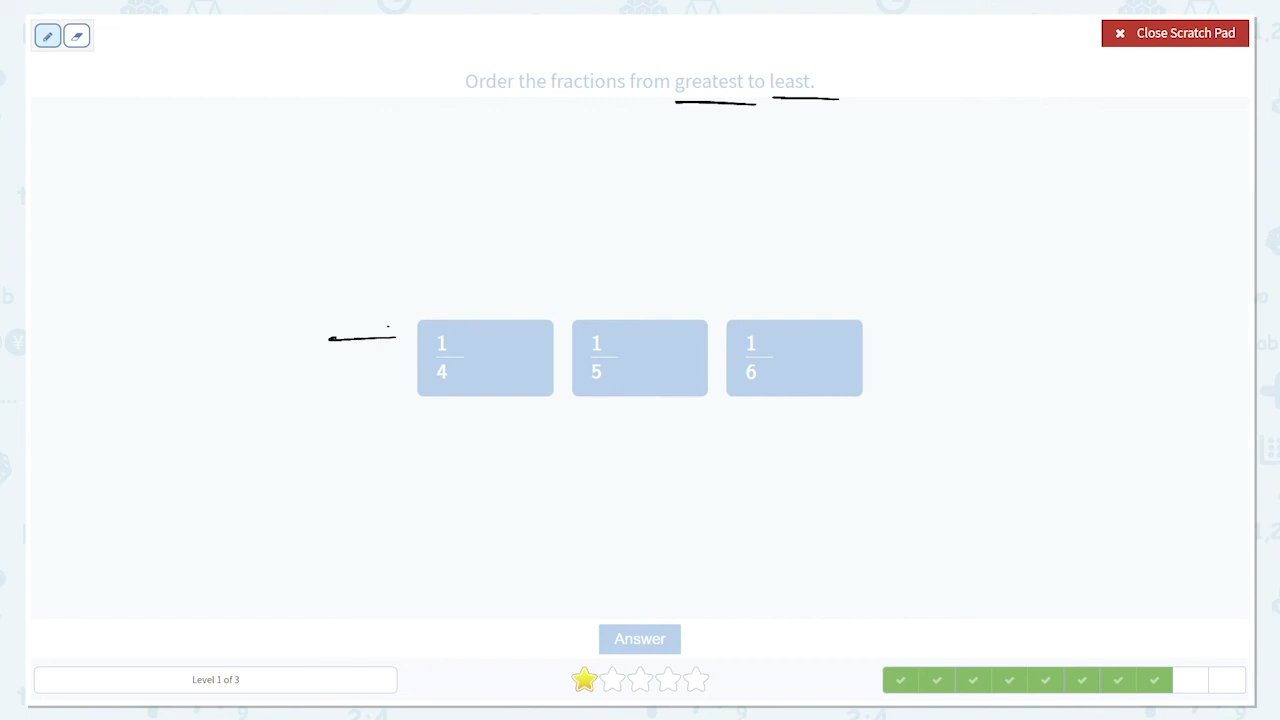 Close Scratch Pad
Order the fractions from greatest to least.
1 1 1
4 5 6
Answer
Level 1 of 3